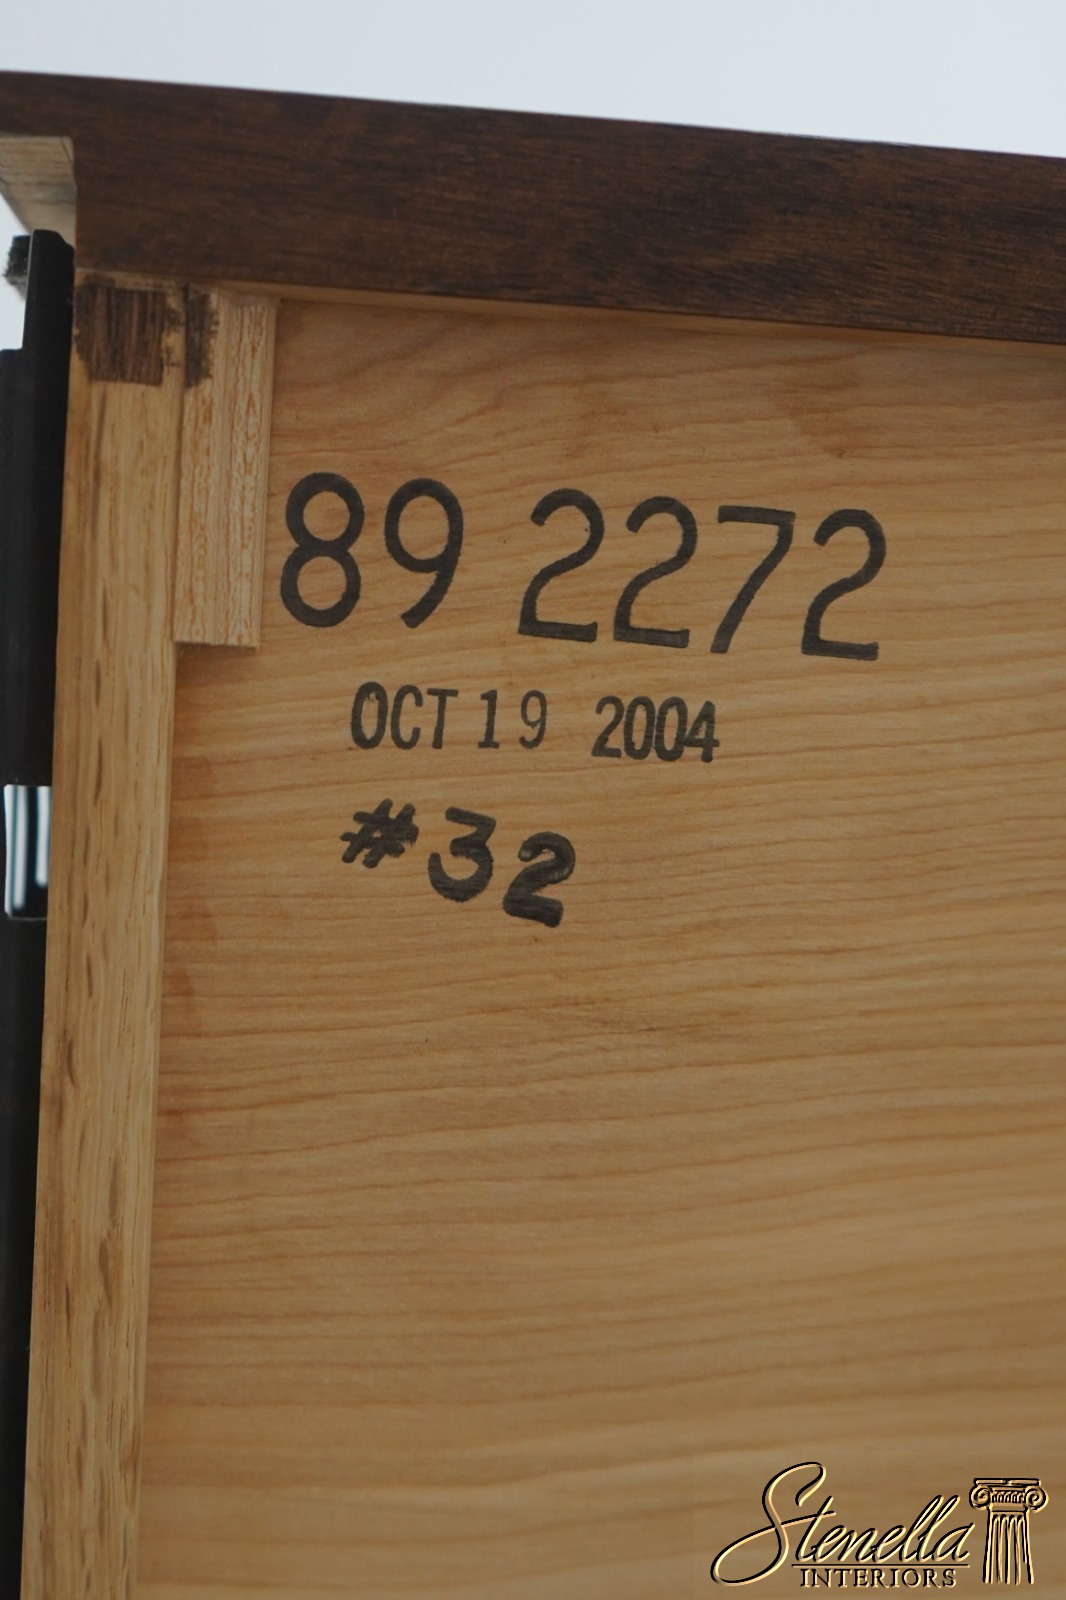 89 2272
OCT 19 2004
#32
Stenella
INTERIORS